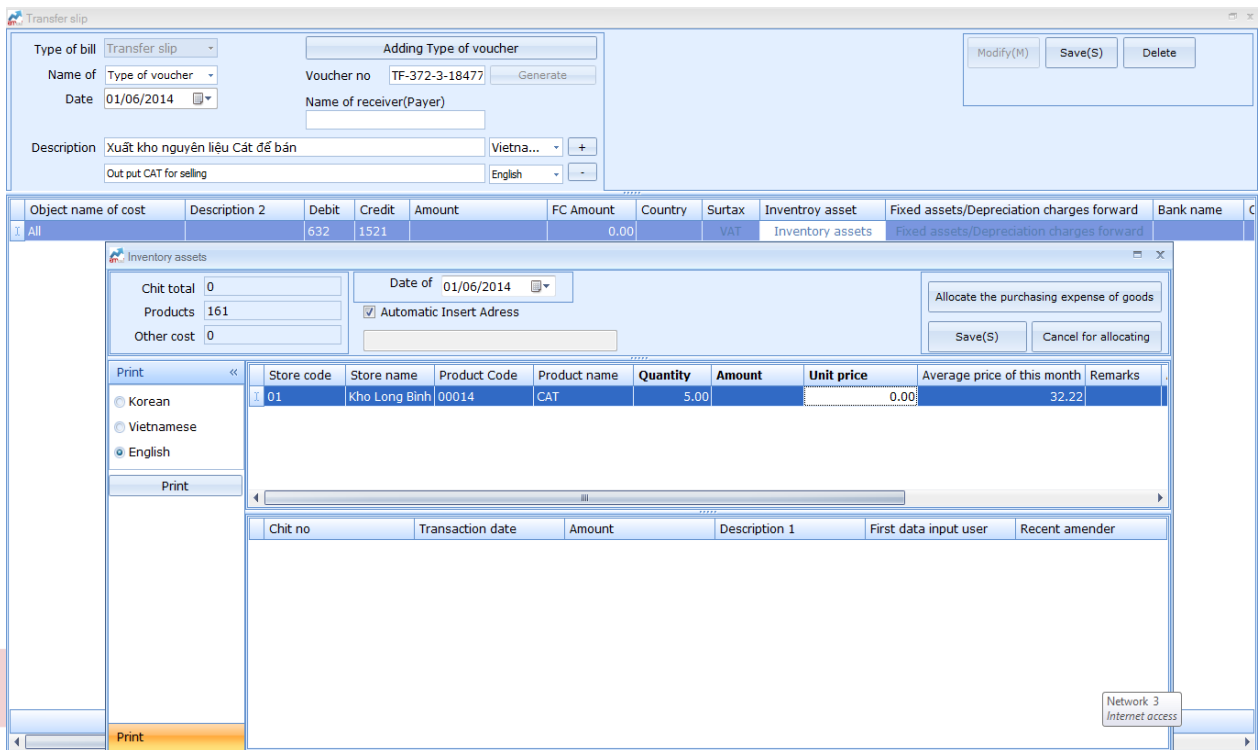 Transfer slip
Type of bill Transfer slip
Adding Type of voucher
Modify(M) Save(S) Delete
Name of Type of voucher
Voucher no TF-372-3-18477 Generate
Date 01/06/2014
Name of receiver(Payer)
Description Xuất kho nguyên liệu Cát để bán Vietna... +
Out put CAT for selling English -
Object name of cost Description 2 Debit Credit Amount FC Amount Country Surtax Inventroy asset Fixed assets/Depreciation charges forward Bank name
All 632 1521 0.00 VAT Inventory assets Fixed assets/Depreciation charges forward
Inventory assets
Chit total 0
Date of 01/06/2014
Allocate the purchasing expense of goods
Products 161
Automatic Insert Adress
Other cost 0
Save(S) Cancel for allocating
Print «
Korean
Vietnamese
English
Print
Store code Store name Product Code Product name Quantity Amount Unit price Average price of this month Remarks
01 Kho Long Bình 00014 CAT 5.00 0.00 32.22
Chit no Transaction date Amount Description 1 First data input user Recent amender
Network 3
Internet access
Print